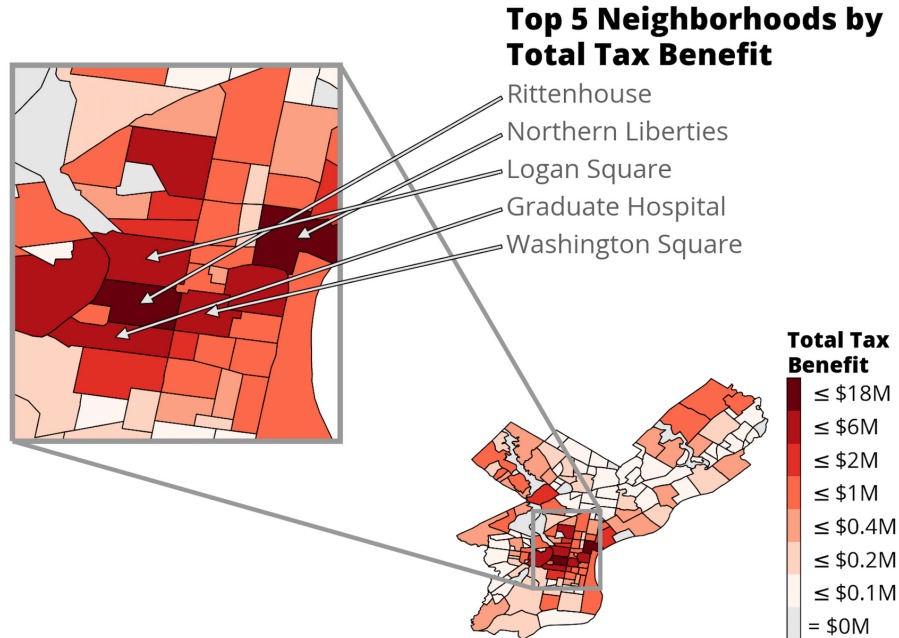 Top 5 Neighborhoods by
Total Tax Benefit
Rittenhouse
Northern Liberties
Logan Square
Graduate Hospital
Washington Square
Total Tax
Benefit
≤ $18M
≤ $6M
≤ $2M
≤ $1M
≤ $0.4M
≤ $0.2M
≤ $0.1M
= $0M